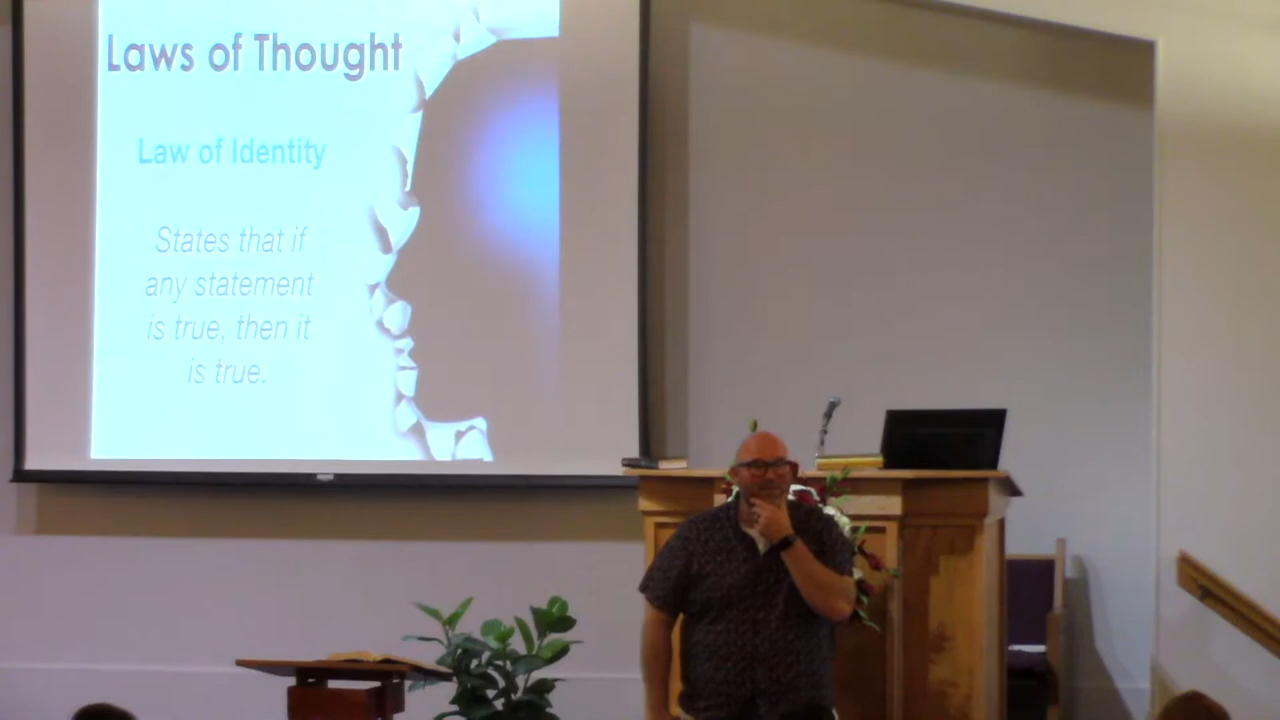 Laws of Thought
Law of Identity
States that if
any statement
is true, then it
is true.